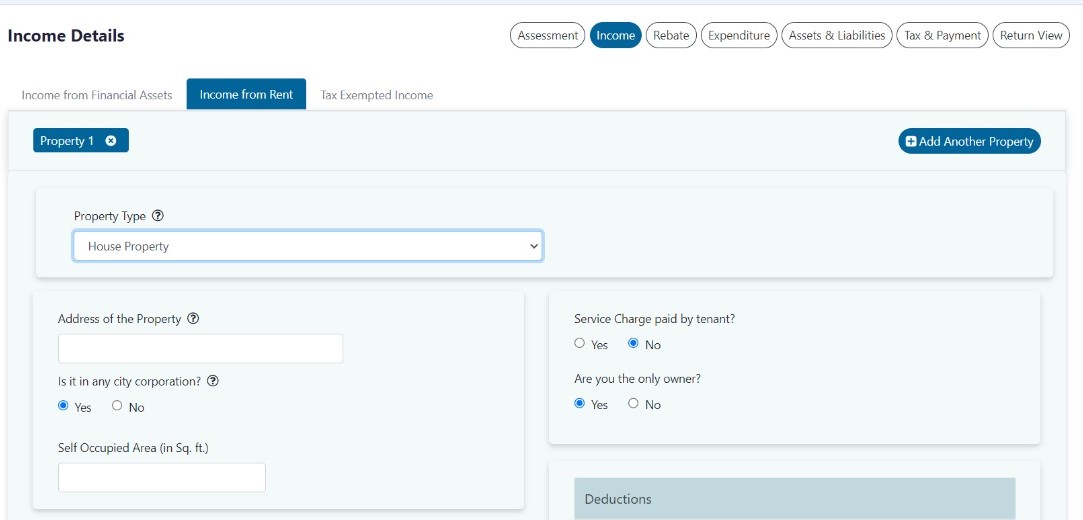 Income Details
Assessment Income Rebate Expenditure Assets & Liabilities Tax & Payment Return View
Income from Financial Assets Income from Rent Tax Exempted Income
Property 1
Add Another Property
Property Type
House Property
Address of the Property
Is it in any city corporation?
Yes No
Self Occupied Area (in Sq. ft.)
Service Charge paid by tenant?
Yes No
Are you the only owner?
Yes No
Deductions